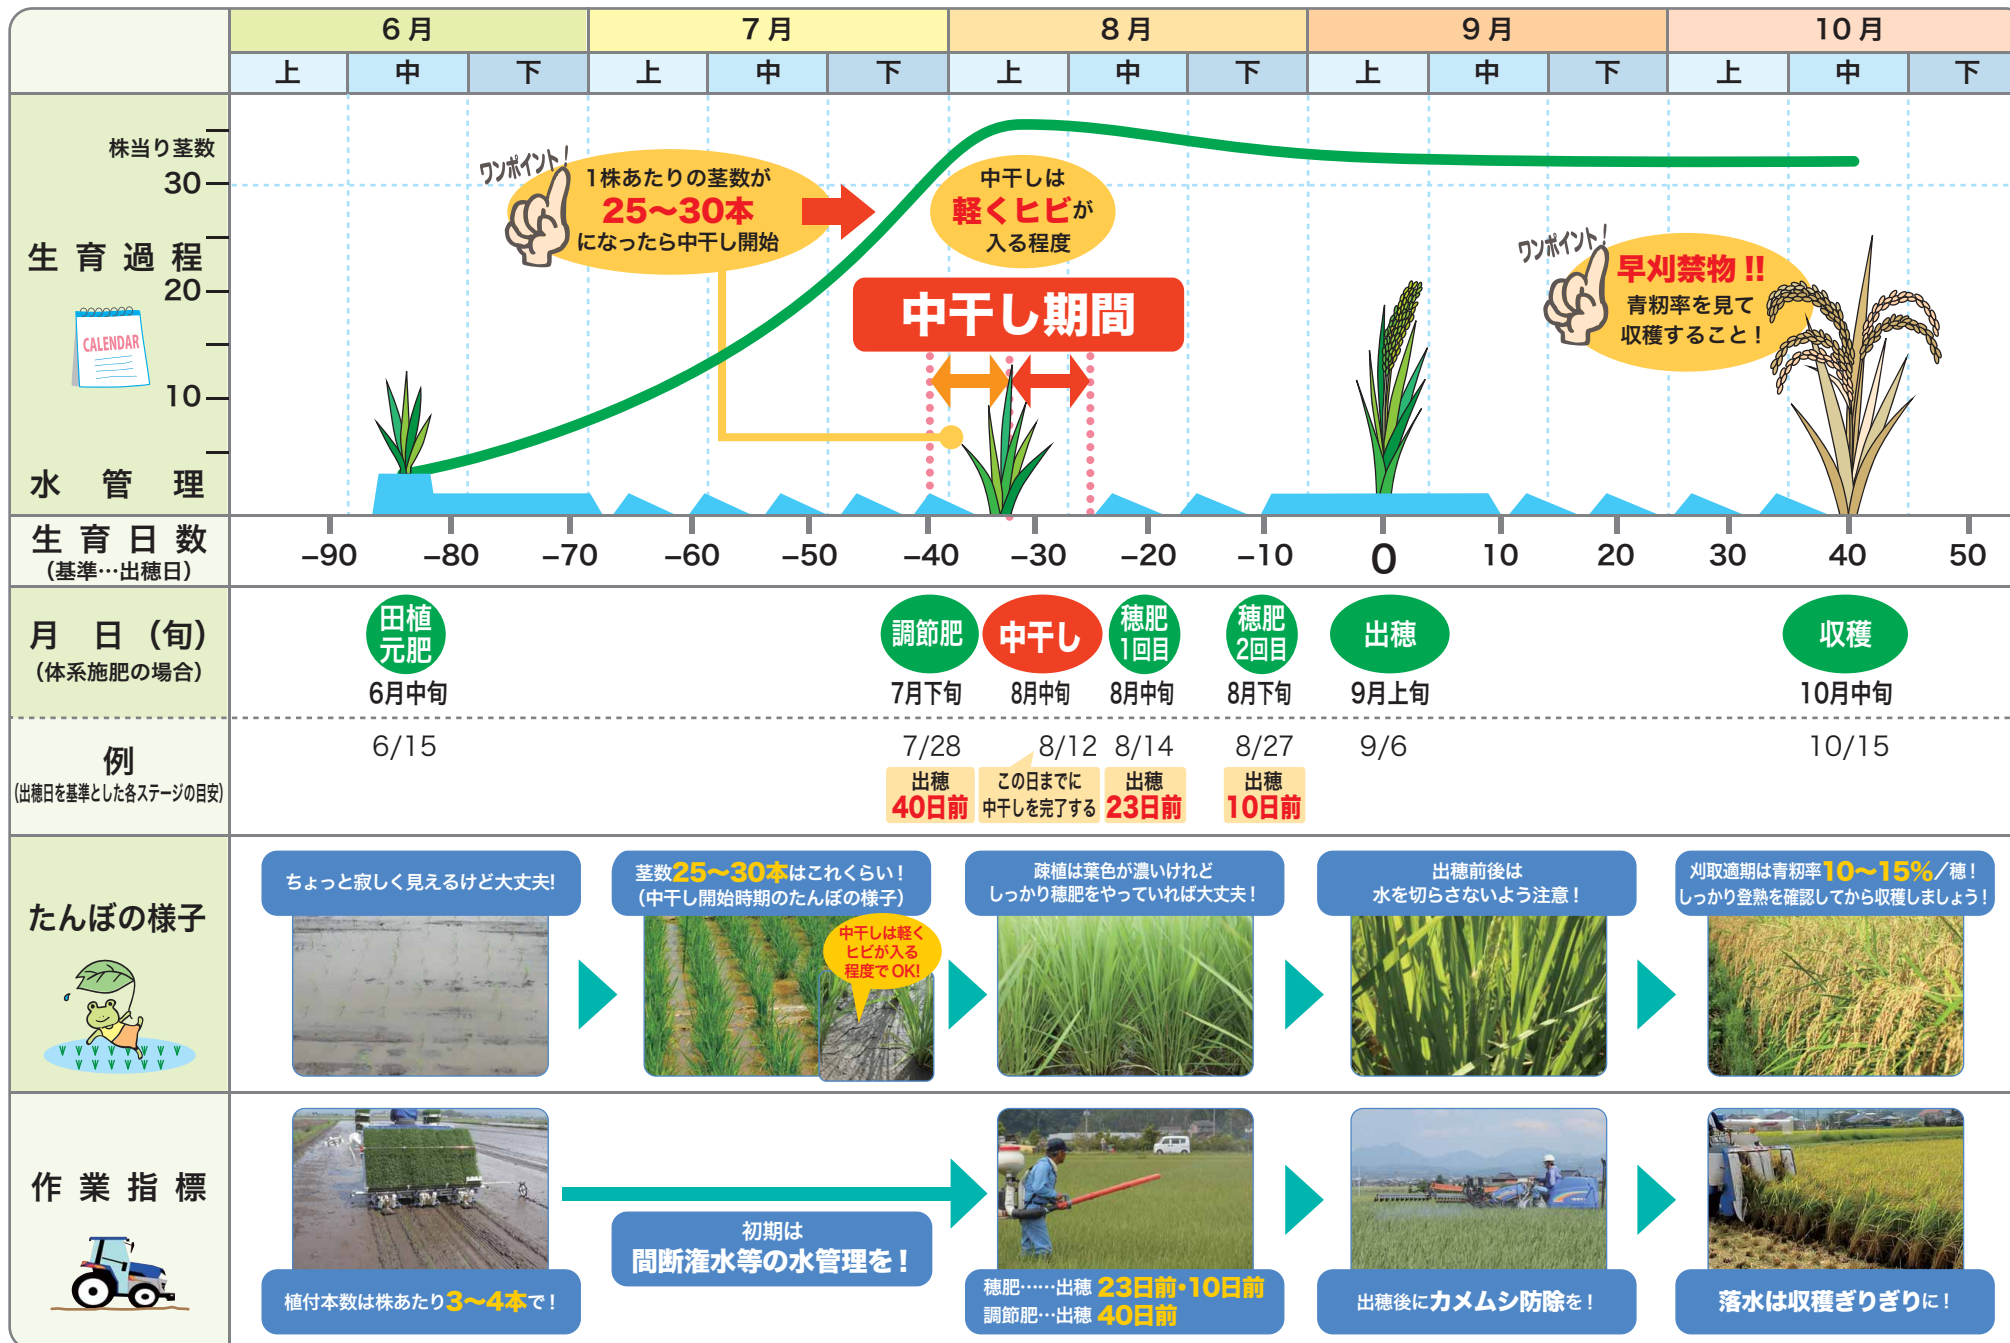 6月
7月
8月
9月
10月
上 中 下 上 中 下 上 中 下 上 中 下 上 中 下
株当り茎数
30
20
10
生育過程
CALENDAR
水管理
ワンポイント!
1株あたりの茎数が
25〜30本
になったら中干し開始
中干しは
軽くヒビが
入る程度
中干し期間
ワンポイント!
早刈禁物!!
青籾率を見て
収穫すること!
生育日数
(基準…出穂日)
−90 −80 −70 −60 −50 −40 −30 −20 −10 0 10 20 30 40 50
月 日(旬)
(体系施肥の場合)
田植
元肥
6月中旬
調節肥
7月下旬
中干し
8月中旬
穂肥
1回目
8月中旬
穂肥
2回目
8月下旬
出穂
9月上旬
収穫
10月中旬
例
(出穂日を基準とした各ステージの目安)
6/15
7/28
出穂
40日前
8/12
この日までに
中干しを完了する
8/14
出穂
23日前
8/27
出穂
10日前
9/6
10/15
たんぼの様子
ちょっと寂しく見えるけど大丈夫!
茎数25〜30本はこれくらい!
(中干し開始時期のたんぼの様子)
中干しは軽く
ヒビが入る
程度でOK!
疎植は葉色が濃いけれど
しっかり穂肥をやっていれば大丈夫!
出穂前後は
水を切らさないよう注意!
刈取適期は青籾率10〜15%/穂!
しっかり登熟を確認してから収穫しましょう!
作業指標
植付本数は株あたり3〜4本で!
初期は
間断潅水等の水管理を!
穂肥……出穂 23日前・10日前
調節肥…出穂 40日前
出穂後にカメムシ防除を!
落水は収穫ぎりぎりに!